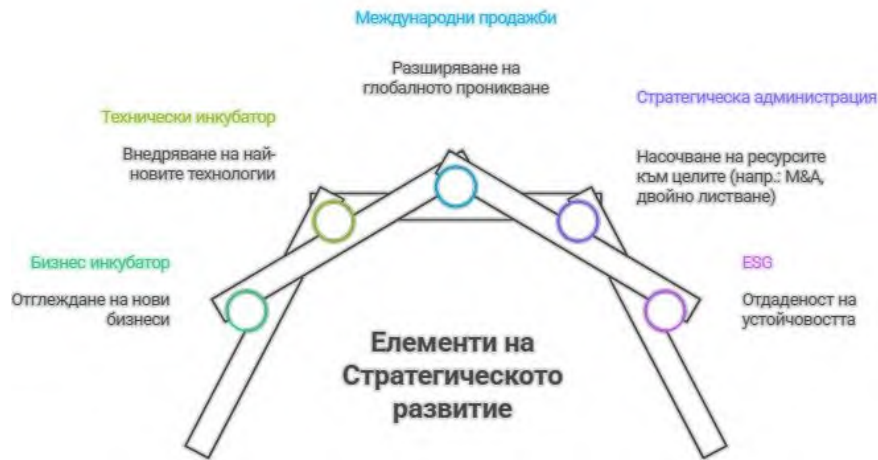 Международни продажби
Разширяване на
глобалното проникване
Технически инкубатор
Внедряване на най-
новите технологии
Стратегическа администрация
Насочване на ресурсите
към целите (напр.: M&A,
двойно листване)
Бизнес инкубатор
Отглеждане на нови
бизнеси
ESG
Отдаденост на
устойчовостта
Елементи на
Стратегическото
развитие